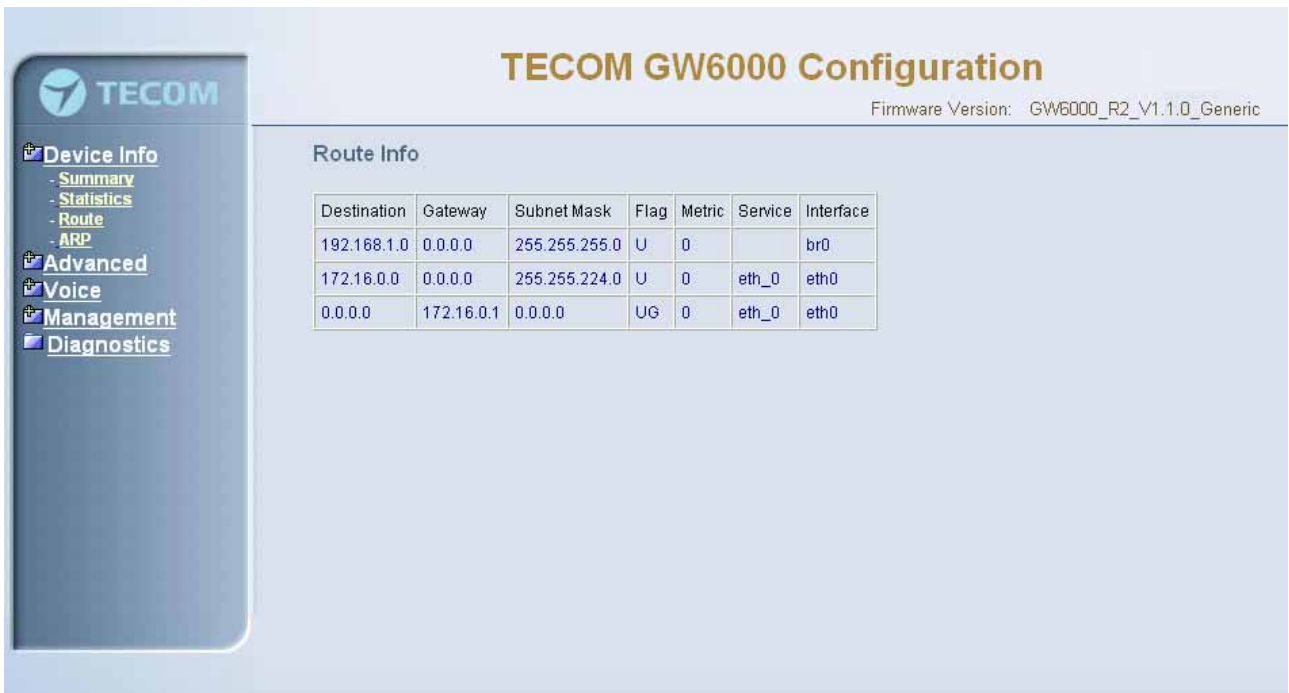 TECOM
TECOM GW6000 Configuration
Firmware Version: GW6000_R2_V1.1.0_Generic
Device Info
- Summary
- Statistics
- Route
- ARP
Advanced
Voice
Management
Diagnostics
Route Info
Destination Gateway Subnet Mask Flag Metric Service Interface
192.168.1.0 0.0.0.0 255.255.255.0 U 0 br0
172.16.0.0 0.0.0.0 255.255.224.0 U 0 eth_0 eth0
0.0.0.0 172.16.0.1 0.0.0.0 UG 0 eth_0 eth0